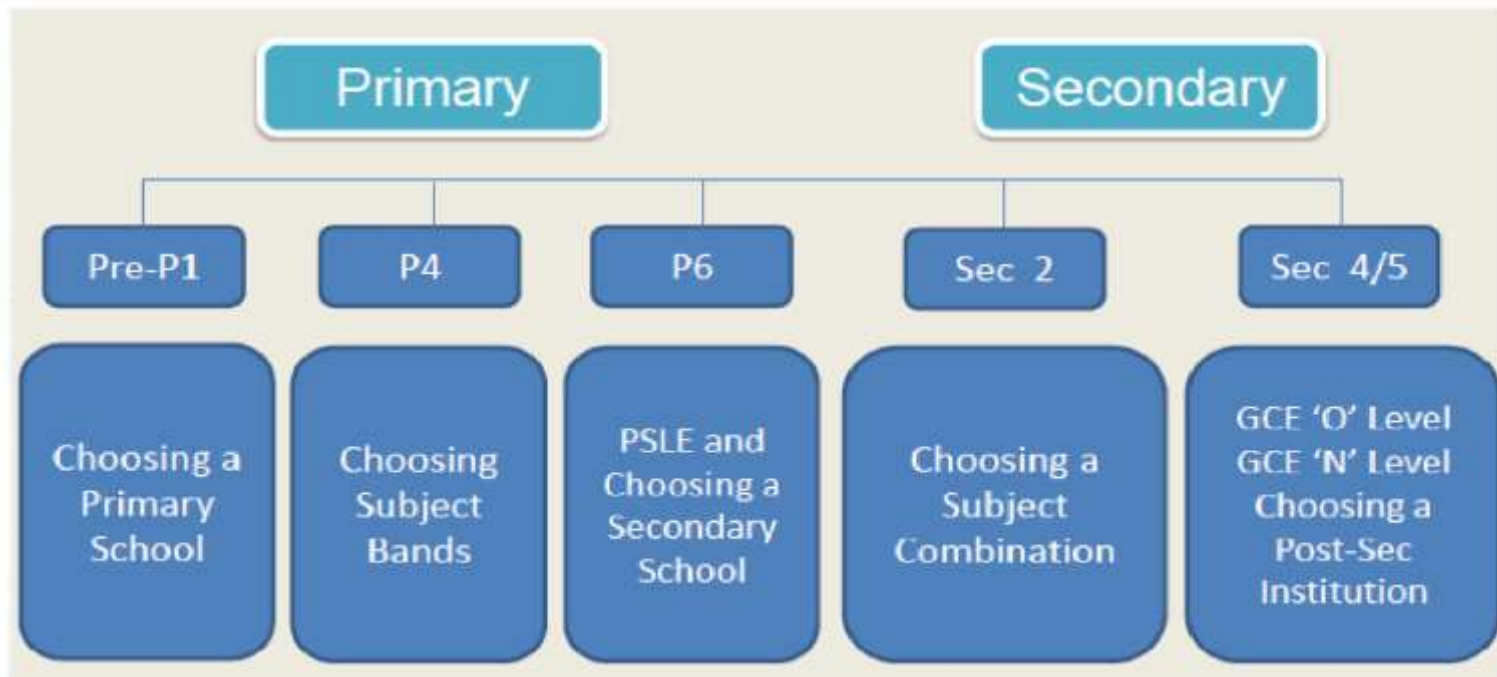 Primary
Secondary
Pre-P1
P4
P6
Sec 2
Sec 4/5
Choosing a
Primary
School
Choosing
Subject
Bands
PSLE and
Choosing a
Secondary
School
Choosing a
Subject
Combination
GCE ‘O’ Level
GCE ‘N’ Level
Choosing a
Post-Sec
Institution